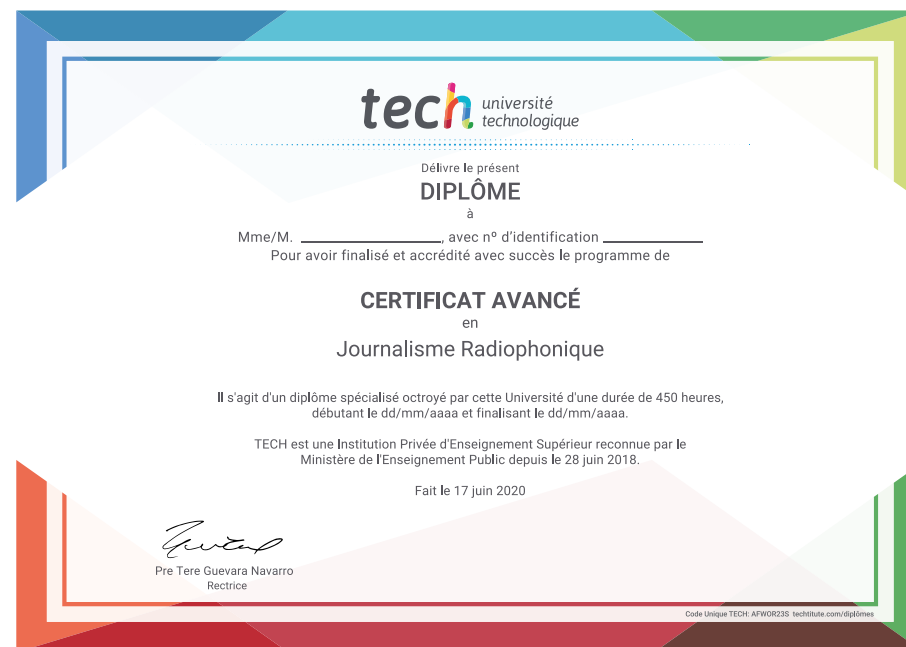 tech université
technologique
Délivre le présent
DIPLÔME
à
Mme/M. ____________________, avec nº d'identification ______________
Pour avoir finalisé et accrédité avec succès le programme de
CERTIFICAT AVANCÉ
en
Journalisme Radiophonique
Il s'agit d'un diplôme spécialisé octroyé par cette Université d'une durée de 450 heures,
débutant le dd/mm/aaaa et finalisant le dd/mm/aaaa.
TECH est une Institution Privée d'Enseignement Supérieur reconnue par le
Ministère de l'Enseignement Public depuis le 28 juin 2018.
Fait le 17 juin 2020
Pre Tere Guevara Navarro
Rectrice
Code Unique TECH: AFWOR23S techtitute.com/diplômes